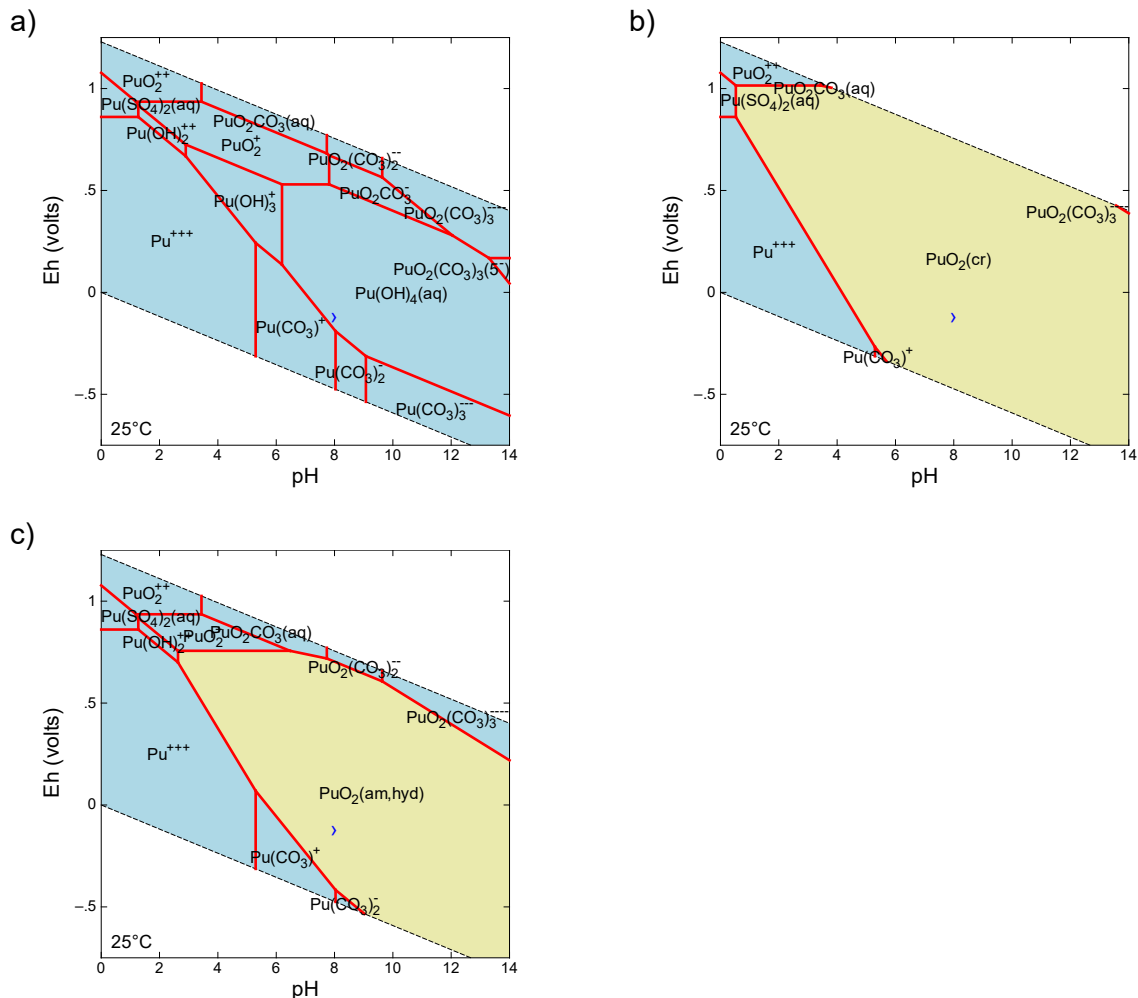 a)
PuO2++
Pu(SO4)2(aq)
Pu(OH)2++
PuO2CO3(aq)
PuO2+
PuO2(CO3)2--
PuO2CO3-
Pu(OH)3+
PuO2(CO3)3----
Pu+++
PuO2(CO3)3(5-)
Pu(OH)4(aq)
Pu(CO3)+
Pu(CO3)2-
Pu(CO3)3---
25°C
1
.5
0
–.5
Eh (volts)
0 2 4 6 8 10 12 14
pH
b)
PuO2++
PuO2CO3(aq)
Pu(SO4)2(aq)
PuO2(CO3)3----
Pu+++
PuO2(cr)
Pu(CO3)+
25°C
1
.5
0
–.5
Eh (volts)
0 2 4 6 8 10 12 14
pH
c)
PuO2++
Pu(SO4)2(aq)
Pu(OH)2++
PuO2+
PuO2CO3(aq)
PuO2(CO3)2--
PuO2(CO3)3----
Pu+++
PuO2(am,hyd)
Pu(CO3)+
Pu(CO3)2-
25°C
1
.5
0
–.5
Eh (volts)
0 2 4 6 8 10 12 14
pH